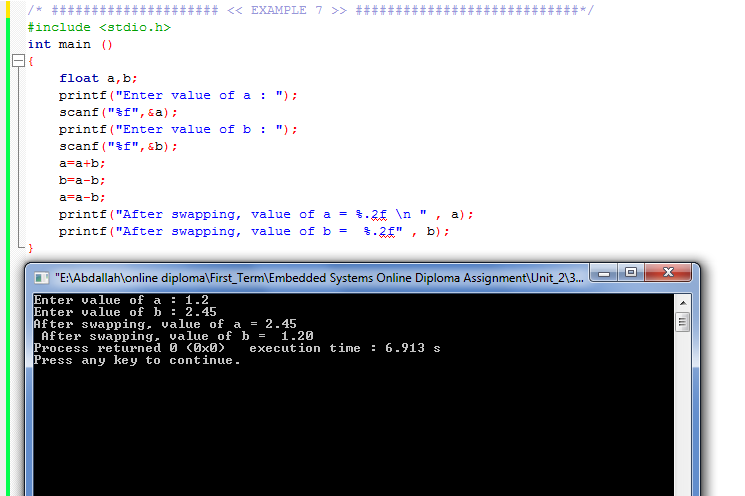 /* ##################### << EXAMPLE 7 >> ############################*/
#include <stdio.h>
int main ()
{
    float a,b;
    printf("Enter value of a : ");
    scanf("%f",&a);
    printf("Enter value of b : ");
    scanf("%f",&b);
    a=a+b;
    b=a-b;
    a=a-b;
    printf("After swapping, value of a = %.2f \n " , a);
    printf("After swapping, value of b =  %.2f" , b);
}
"E:\Abdallah\online diploma\First_Term\Embedded Systems Online Diploma Assignment\Unit_2\3...
Enter value of a : 1.2
Enter value of b : 2.45
After swapping, value of a = 2.45
 After swapping, value of b =  1.20
Process returned 0 (0x0)   execution time : 6.913 s
Press any key to continue.